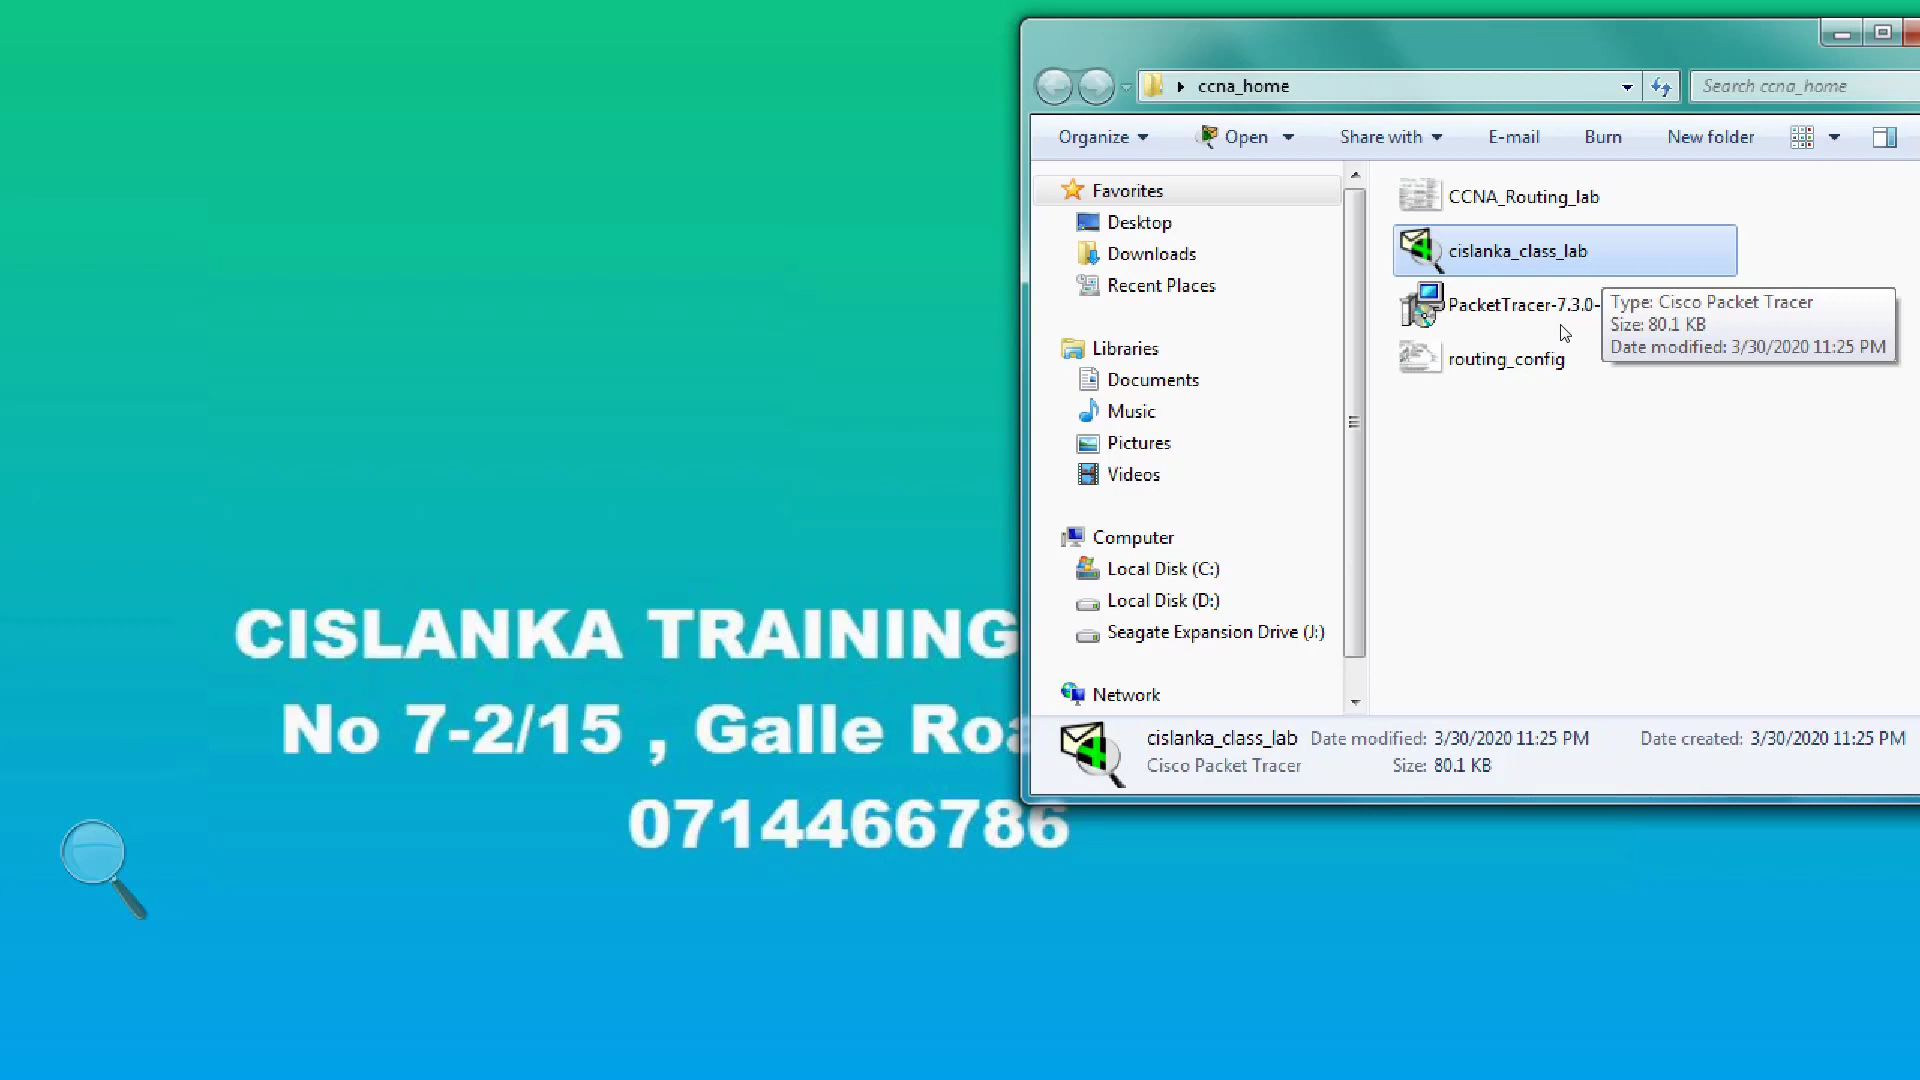 ccna_home
Search ccna_home
Organize
Open
Share with
E-mail
Burn
New folder
Favorites
Desktop
Downloads
Recent Places
Libraries
Documents
Music
Pictures
Videos
Computer
Local Disk (C:)
Local Disk (D:)
Seagate Expansion Drive (J:)
Network
CCNA_Routing_lab
cislanka_class_lab
PacketTracer-7.3.0-
routing_config
Type: Cisco Packet Tracer
Size: 80.1 KB
Date modified: 3/30/2020 11:25 PM
cislanka_class_lab Date modified: 3/30/2020 11:25 PM Date created: 3/30/2020 11:25 PM
Cisco Packet Tracer Size: 80.1 KB
CISLANKA TRAINING
No 7-2/15 , Galle Roa
0714466786